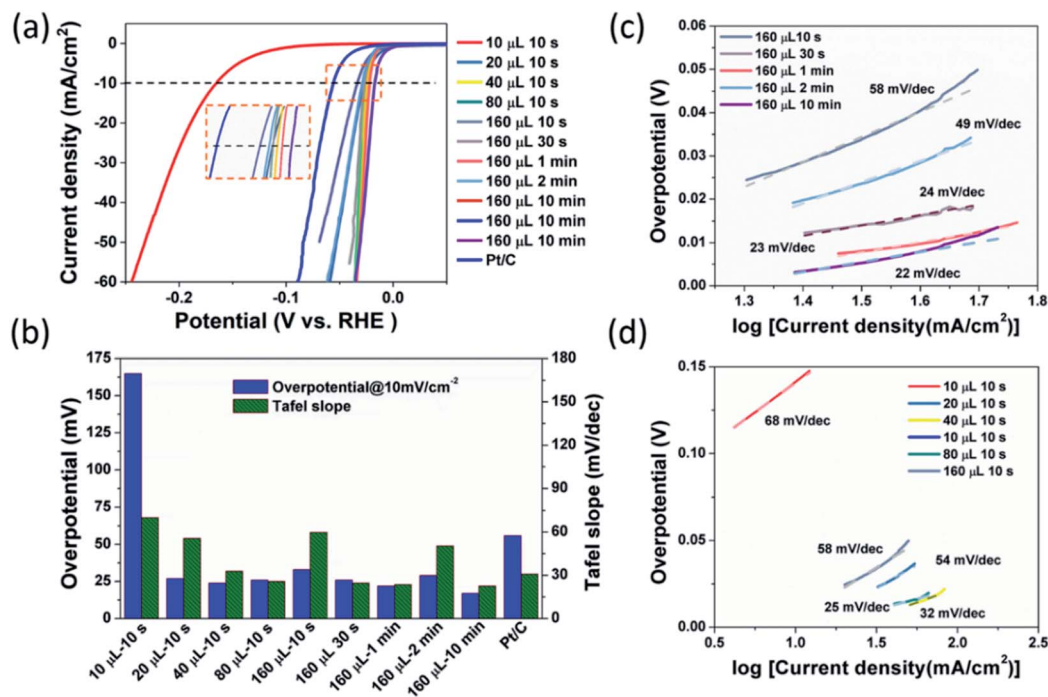 (a)
Current density (mA/cm²)
0
-10
-20
-30
-40
-50
-60
-0.2
-0.1
0.0
Potential (V vs. RHE )
10 μL 10 s
20 μL 10 s
40 μL 10 s
80 μL 10 s
160 μL 10 s
160 μL 30 s
160 μL 1 min
160 μL 2 min
160 μL 10 min
160 μL 10 min
160 μL 10 min
Pt/C
(c)
Overpotential (V)
0.06
0.05
0.04
0.03
0.02
0.01
0.00
160 μL10 s
160 μL 30 s
160 μL 1 min
160 μL 2 min
160 μL 10 min
58 mV/dec
49 mV/dec
24 mV/dec
23 mV/dec
22 mV/dec
1.3
1.4
1.5
1.6
1.7
1.8
log [Current density(mA/cm²)]
(b)
Overpotential (mV)
175
150
125
100
75
50
25
0
Overpotential@10mV/cm⁻²
Tafel slope
180
150
120
90
60
30
0
Tafel slope (mV/dec)
10 μL-10 s
20 μL-10 s
40 μL-10 s
80 μL-10 s
160 μL-10 s
160 μL 30 s
160 μL-1 min
160 μL-2 min
160 μL-10 min
Pt/C
(d)
Overpotential (V)
0.15
0.10
0.05
0.00
68 mV/dec
10 μL 10 s
20 μL 10 s
40 μL 10 s
10 μL 10 s
80 μL 10 s
160 μL 10 s
58 mV/dec
54 mV/dec
25 mV/dec
32 mV/dec
0.5
1.0
1.5
2.0
2.5
log [Current density(mA/cm²)]